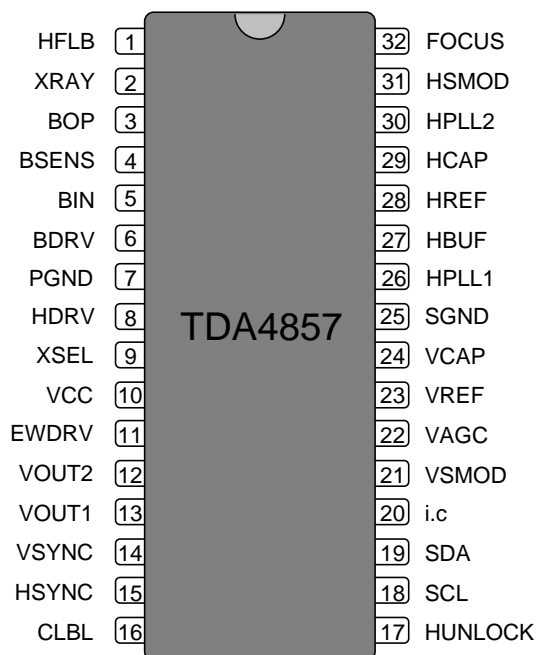 HFLB 1 32 FOCUS
XRAY 2 31 HSMOD
BOP 3 30 HPLL2
BSENS 4 29 HCAP
BIN 5 28 HREF
BDRV 6 27 HBUF
PGND 7 26 HPLL1
HDRV 8 TDA4857 25 SGND
XSEL 9 24 VCAP
VCC 10 23 VREF
EWDRV 11 22 VAGC
VOUT2 12 21 VSMOD
VOUT1 13 20 i.c
VSYNC 14 19 SDA
HSYNC 15 18 SCL
CLBL 16 17 HUNLOCK